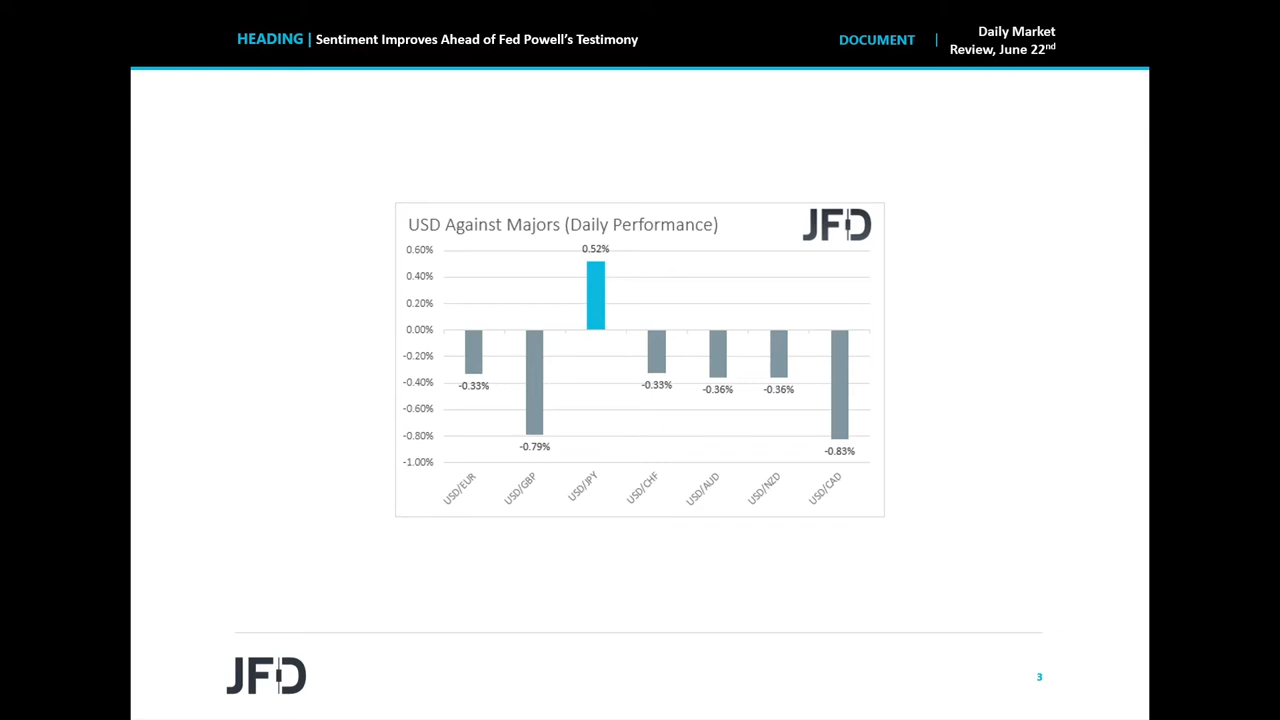 HEADING | Sentiment Improves Ahead of Fed Powell's Testimony
DOCUMENT | Daily Market
Review, June 22nd
USD Against Majors (Daily Performance)
JFD
0.60%
0.40%
0.20%
0.00%
-0.20%
-0.40%
-0.60%
-0.80%
-1.00%
-0.33%
-0.79%
0.52%
-0.33%
-0.36%
-0.36%
-0.83%
USD/EUR
USD/GBP
USD/JPY
USD/CHF
USD/AUD
USD/NZD
USD/CAD
JFD
3